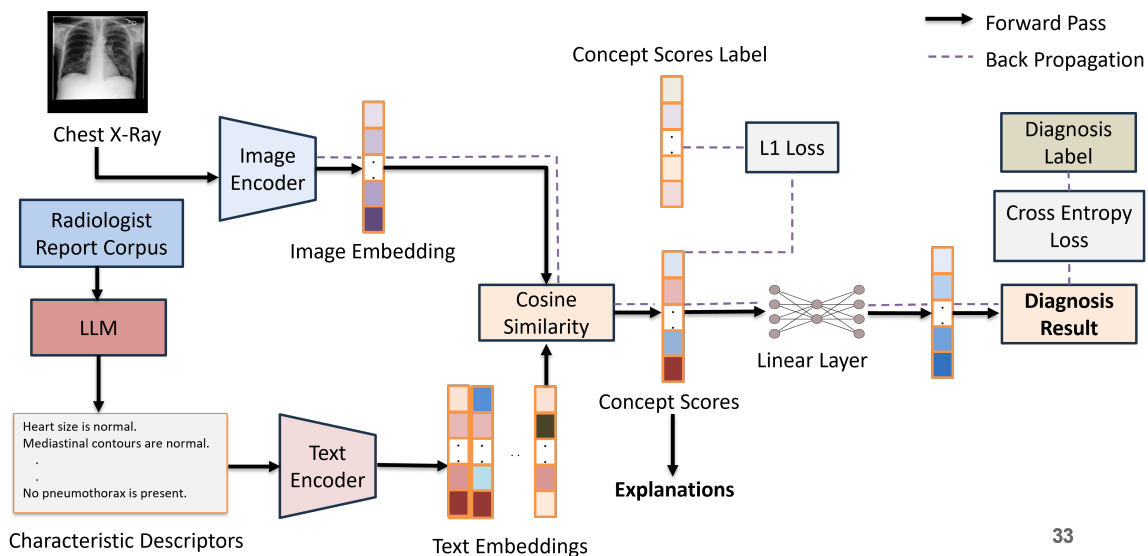 Forward Pass
Back Propagation
Concept Scores Label
Chest X-Ray
Image
Encoder
L1 Loss
Diagnosis
Label
Radiologist
Report Corpus
Cross Entropy
Loss
Image Embedding
LLM
Cosine
Similarity
Diagnosis
Result
Linear Layer
Concept Scores
Heart size is normal.
Mediastinal contours are normal.
.
.
No pneumothorax is present.
Text
Encoder
..
Explanations
Characteristic Descriptors
Text Embeddings
33